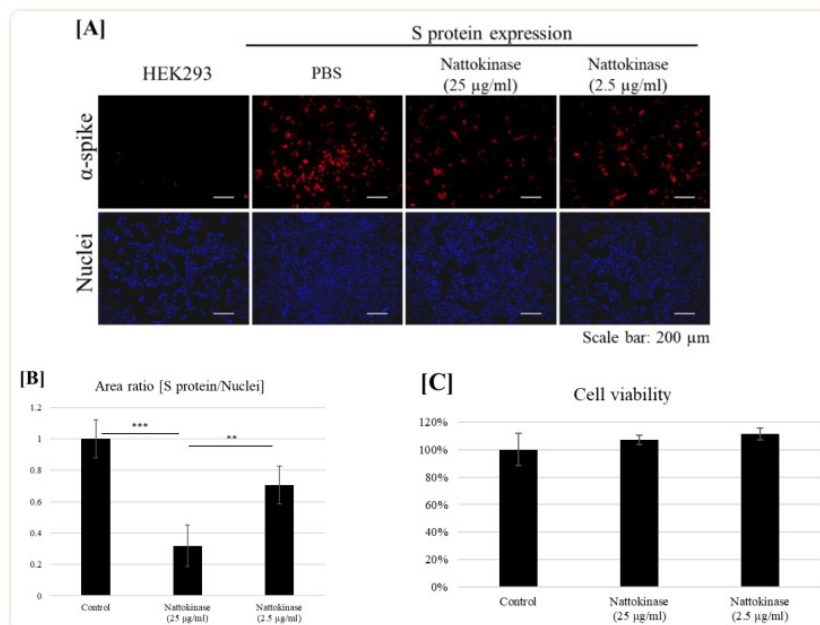 [A]
S protein expression
HEK293
PBS
Nattokinase
(25 µg/ml)
Nattokinase
(2.5 µg/ml)
α-spike
Nuclei
Scale bar: 200 µm
[B]
Area ratio [S protein/Nuclei]
1.2
1
0.8
0.6
0.4
0.2
0
***
**
Control
Nattokinase
(25 µg/ml)
Nattokinase
(2.5 µg/ml)
[C]
Cell viability
120%
100%
80%
60%
40%
20%
0%
Control
Nattokinase
(25 µg/ml)
Nattokinase
(2.5 µg/ml)